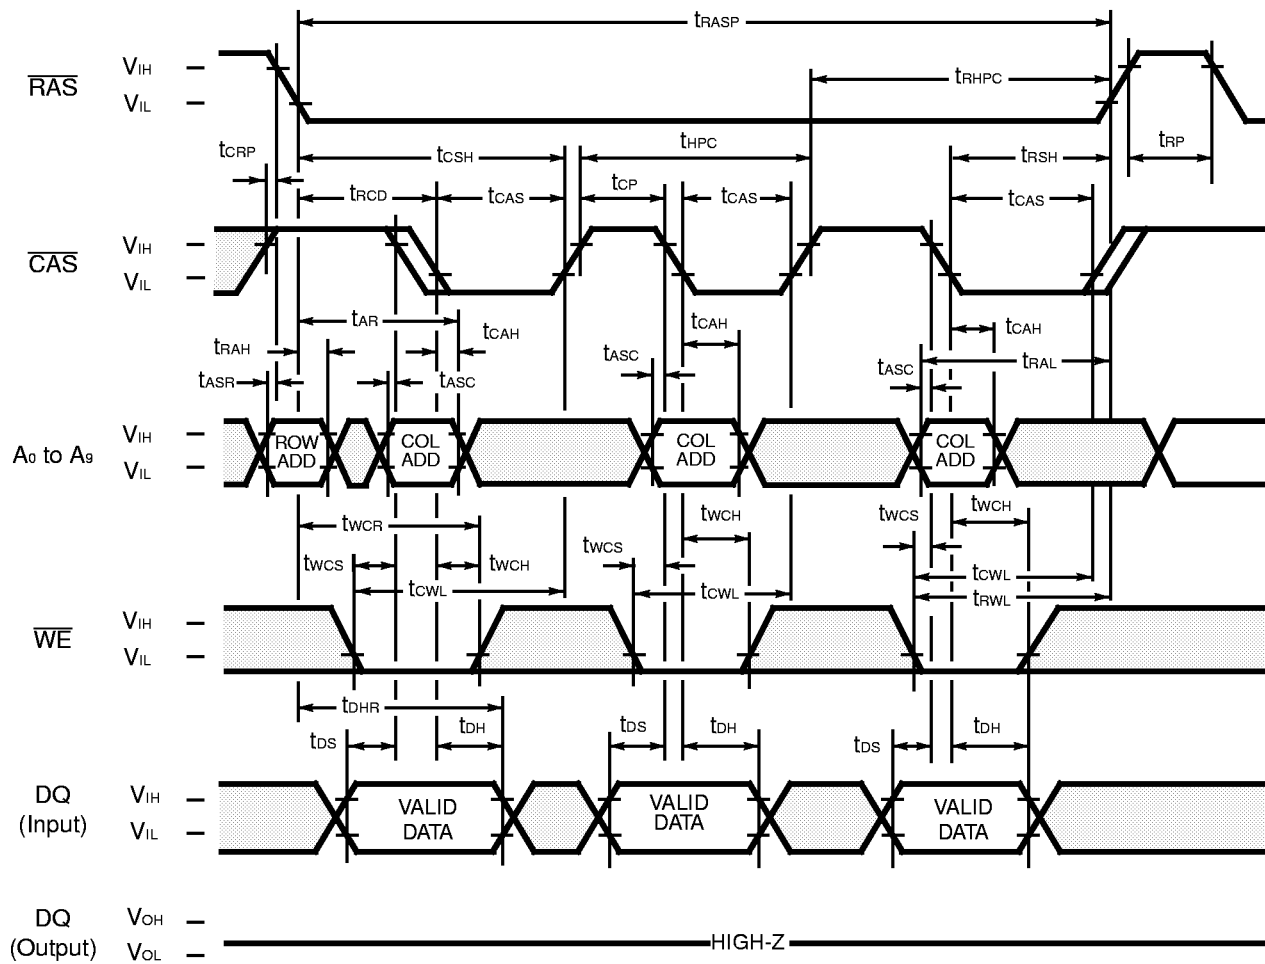 tRASP
RAS VIH
VIL
tRHPC
tCRP tCSH tHPC tRSH tRP
tRCD tCAS tCP tCAS tCAS
CAS VIH
VIL
tAR tCAH tCAH tCAH
tRAH tASC tRAL
tASR tASC tASC
A0 to A9 VIH
VIL
ROW ADD
COL ADD
COL ADD
COL ADD
tWCR tWCH tWCS tWCH
tWCS tWCH tWCS
tCWL tCWL tCWL
tRWL
WE VIH
VIL
tDHR
tDS tDH tDS tDH tDS tDH
DQ (Input) VIH
VIL
VALID DATA
VALID DATA
VALID DATA
DQ (Output) VOH
VOL
HIGH-Z